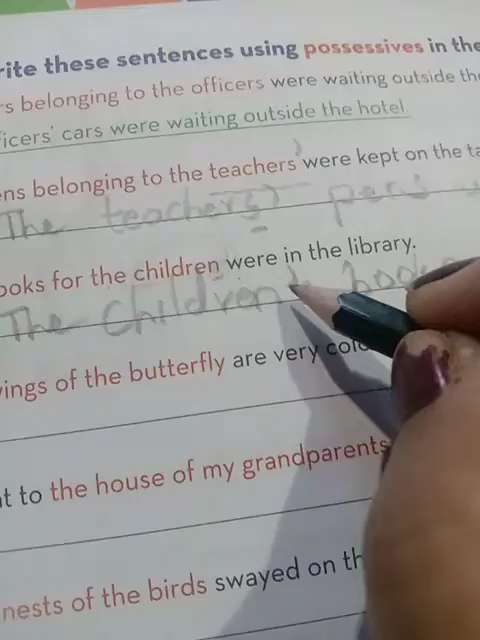 rite these sentences using possessives in the
rs belonging to the officers were waiting outside the
ficers' cars were waiting outside the hotel.
ens belonging to the teachers were kept on the ta
The teachers' pens
ooks for the children were in the library.
The children'
vings of the butterfly are very colo
nt to the house of my grandparents
nests of the birds swayed on th